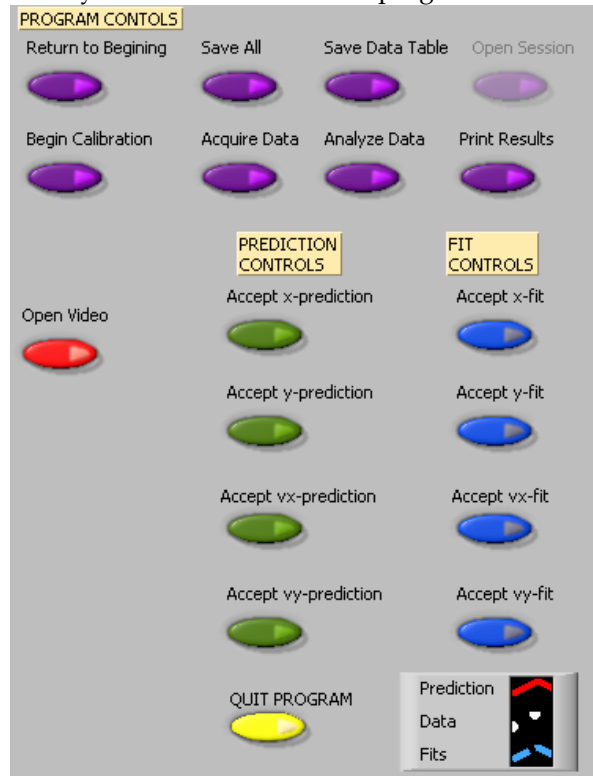 PROGRAM CONTOLS
Return to Begining
Save All
Save Data Table
Open Session
Begin Calibration
Acquire Data
Analyze Data
Print Results
PREDICTION
CONTROLS
FIT
CONTROLS
Accept x-prediction
Accept x-fit
Open Video
Accept y-prediction
Accept y-fit
Accept vx-prediction
Accept vx-fit
Accept vy-prediction
Accept vy-fit
QUIT PROGRAM
Prediction
Data
Fits